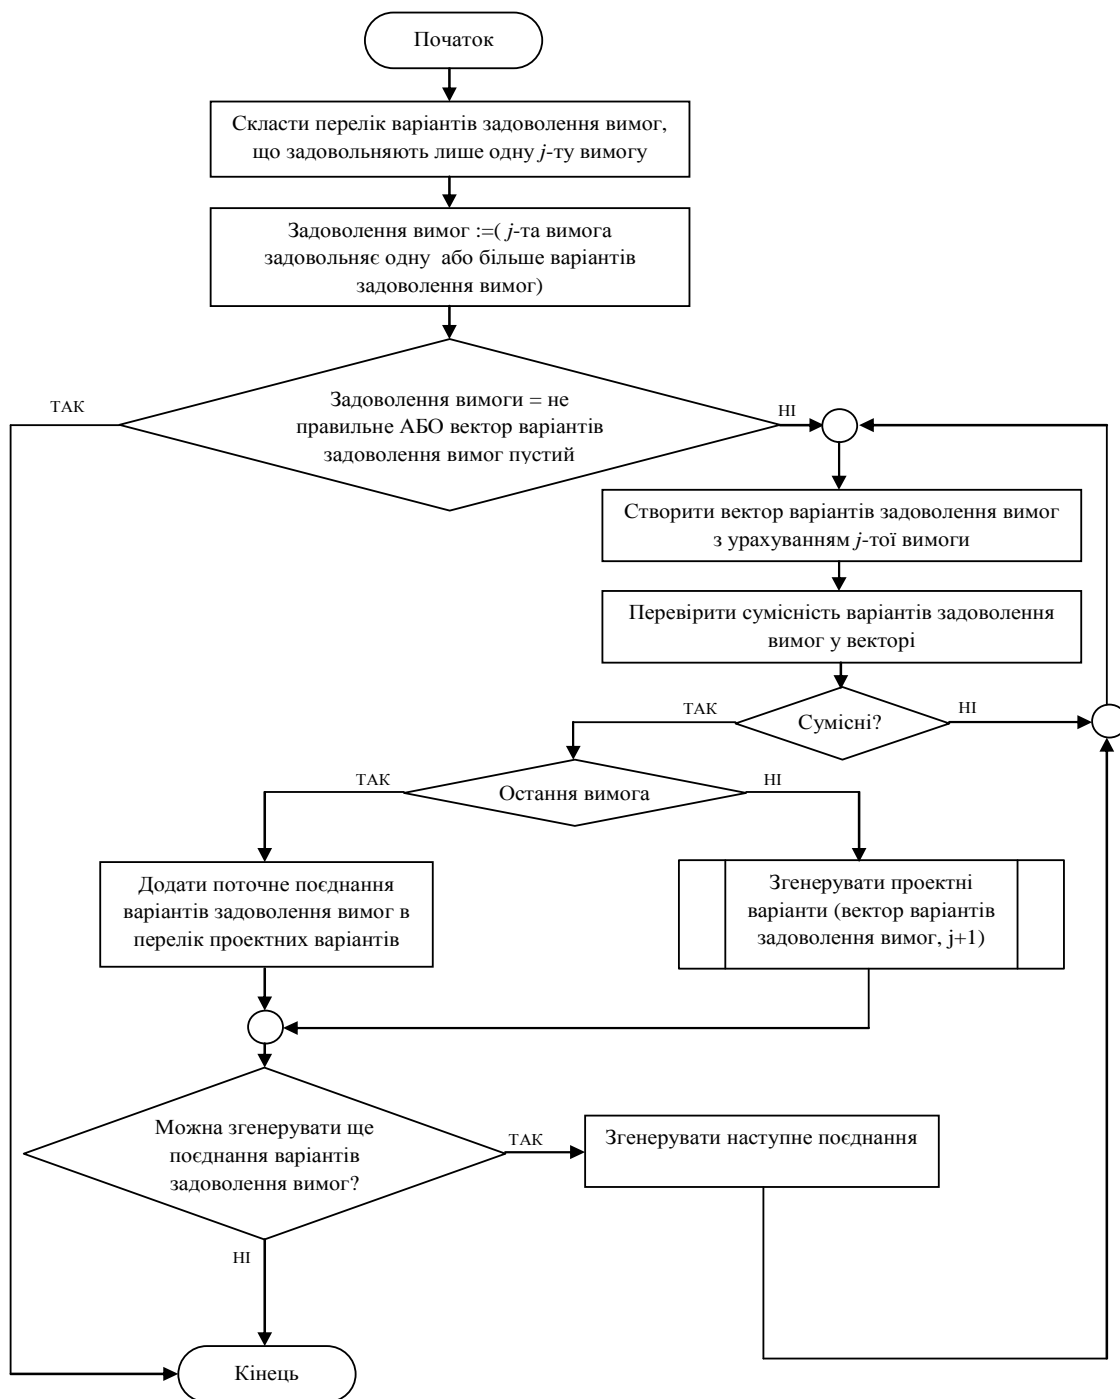 Початок
Скласти перелік варіантів задоволення вимог,
що задовольняють лише одну j-ту вимогу
Задоволення вимог :=( j-та вимога
задовольняє одну або більше варіантів
задоволення вимог)
ТАК
Задоволення вимоги = не
правильне АБО вектор варіантів
задоволення вимог пустий
НІ
Створити вектор варіантів задоволення вимог
з урахуванням j-тої вимоги
Перевірити сумісність варіантів задоволення
вимог у векторі
ТАК
Сумісні?
НІ
ТАК
Остання вимога
НІ
Додати поточне поєднання
варіантів задоволення вимог в
перелік проектних варіантів
Згенерувати проектні
варіанти (вектор варіантів
задоволення вимог, j+1)
Можна згенерувати ще
поєднання варіантів
задоволення вимог?
ТАК
Згенерувати наступне поєднання
НІ
Кінець